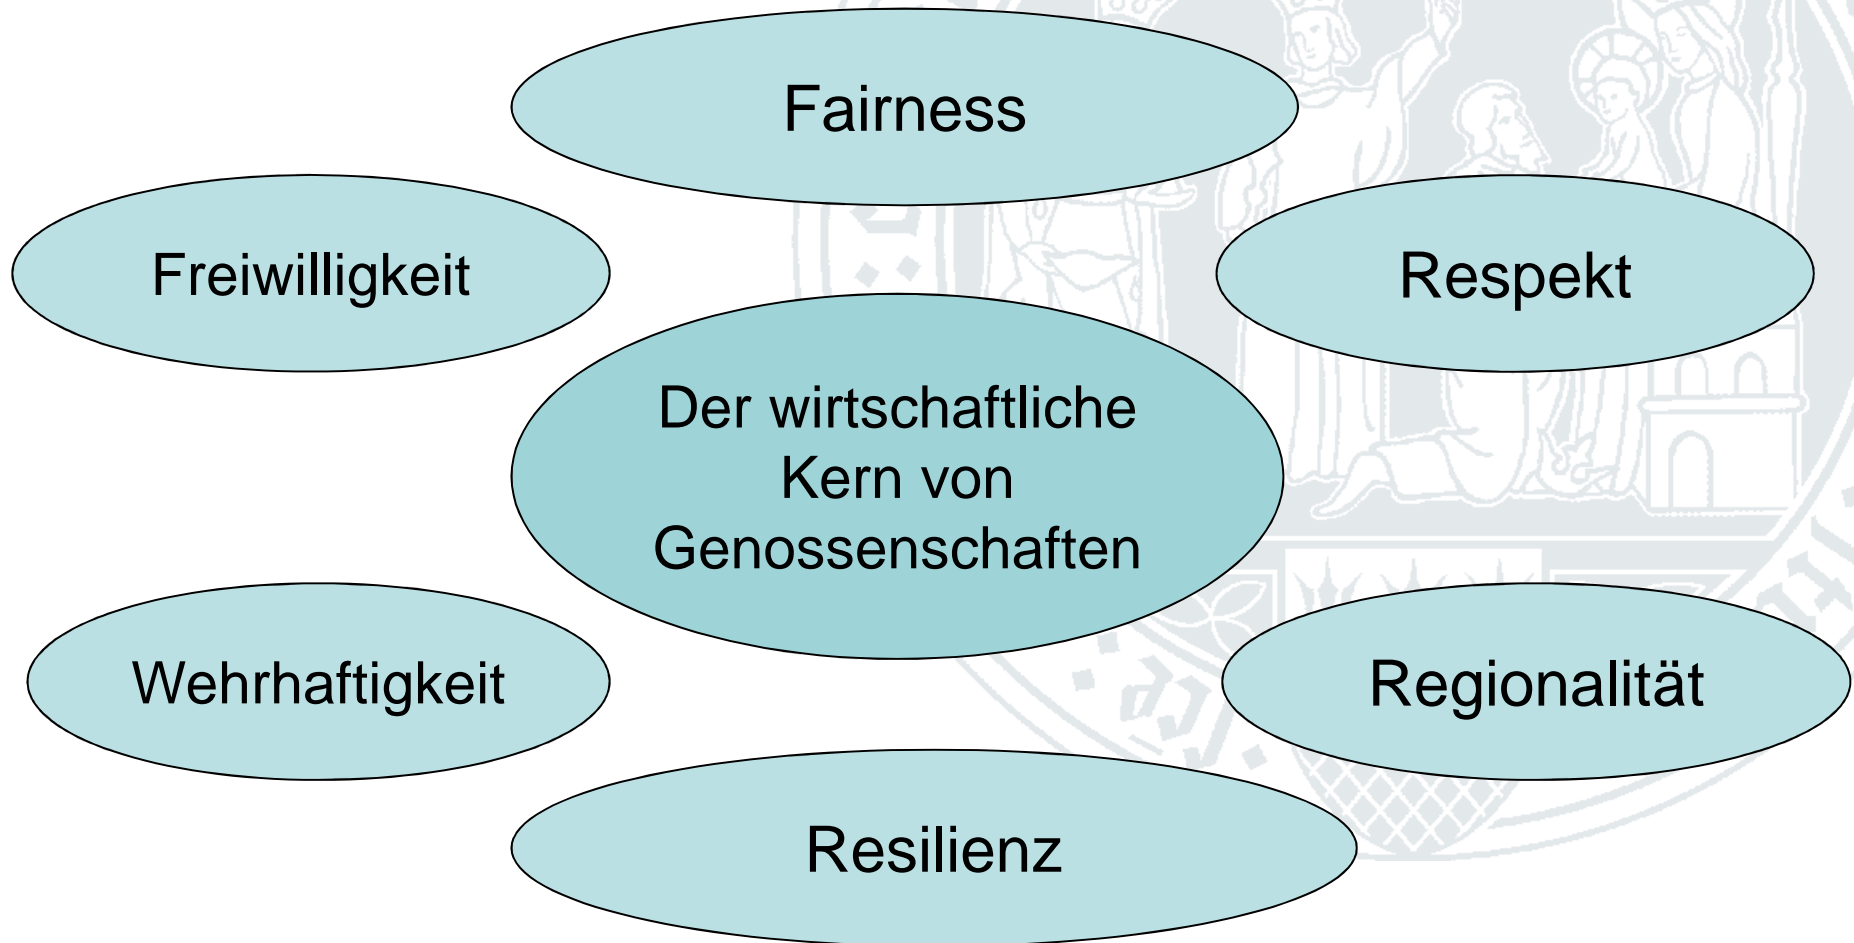 Fairness
Freiwilligkeit
Respekt
Der wirtschaftliche
Kern von
Genossenschaften
Wehrhaftigkeit
Regionalität
Resilienz